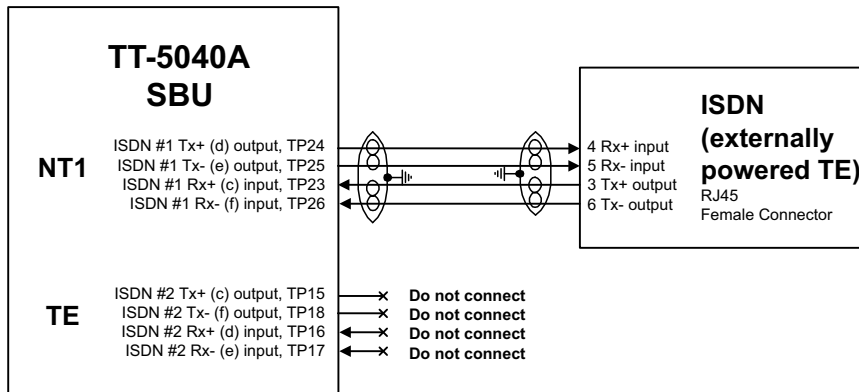 TT-5040A
SBU
NT1
ISDN #1 Tx+ (d) output, TP24
ISDN #1 Tx- (e) output, TP25
ISDN #1 Rx+ (c) input, TP23
ISDN #1 Rx- (f) input, TP26
4 Rx+ input
5 Rx- input
3 Tx+ output
6 Tx- output
ISDN
(externally
powered TE)
RJ45
Female Connector
TE
ISDN #2 Tx+ (c) output, TP15
ISDN #2 Tx- (f) output, TP18
ISDN #2 Rx+ (d) input, TP16
ISDN #2 Rx- (e) input, TP17
Do not connect
Do not connect
Do not connect
Do not connect